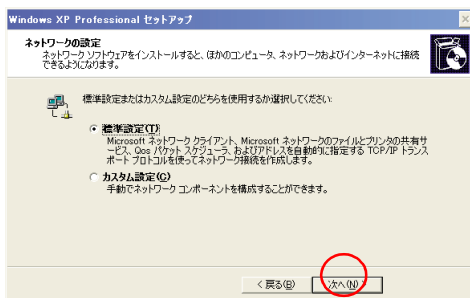 Windows XP Professional セットアップ
ネットワークの設定
ネットワーク ソフトウェアをインストールすると、ほかのコンピュータ、ネットワークおよびインターネットに接続
できるようになります。
標準設定またはカスタム設定のどちらを使用するか選択してください:
標準設定(T)
Microsoft ネットワーク クライアント、Microsoft ネットワークのファイルとプリンタの共有サ
ービス、Qos パケット スケジューラ、およびアドレスを自動的に指定する TCP/IP トランス
ポート プロトコルを使ってネットワーク接続を作成します。
カスタム設定(C)
手動でネットワーク コンポーネントを構成することができます。
< 戻る(B) 次へ(N) >